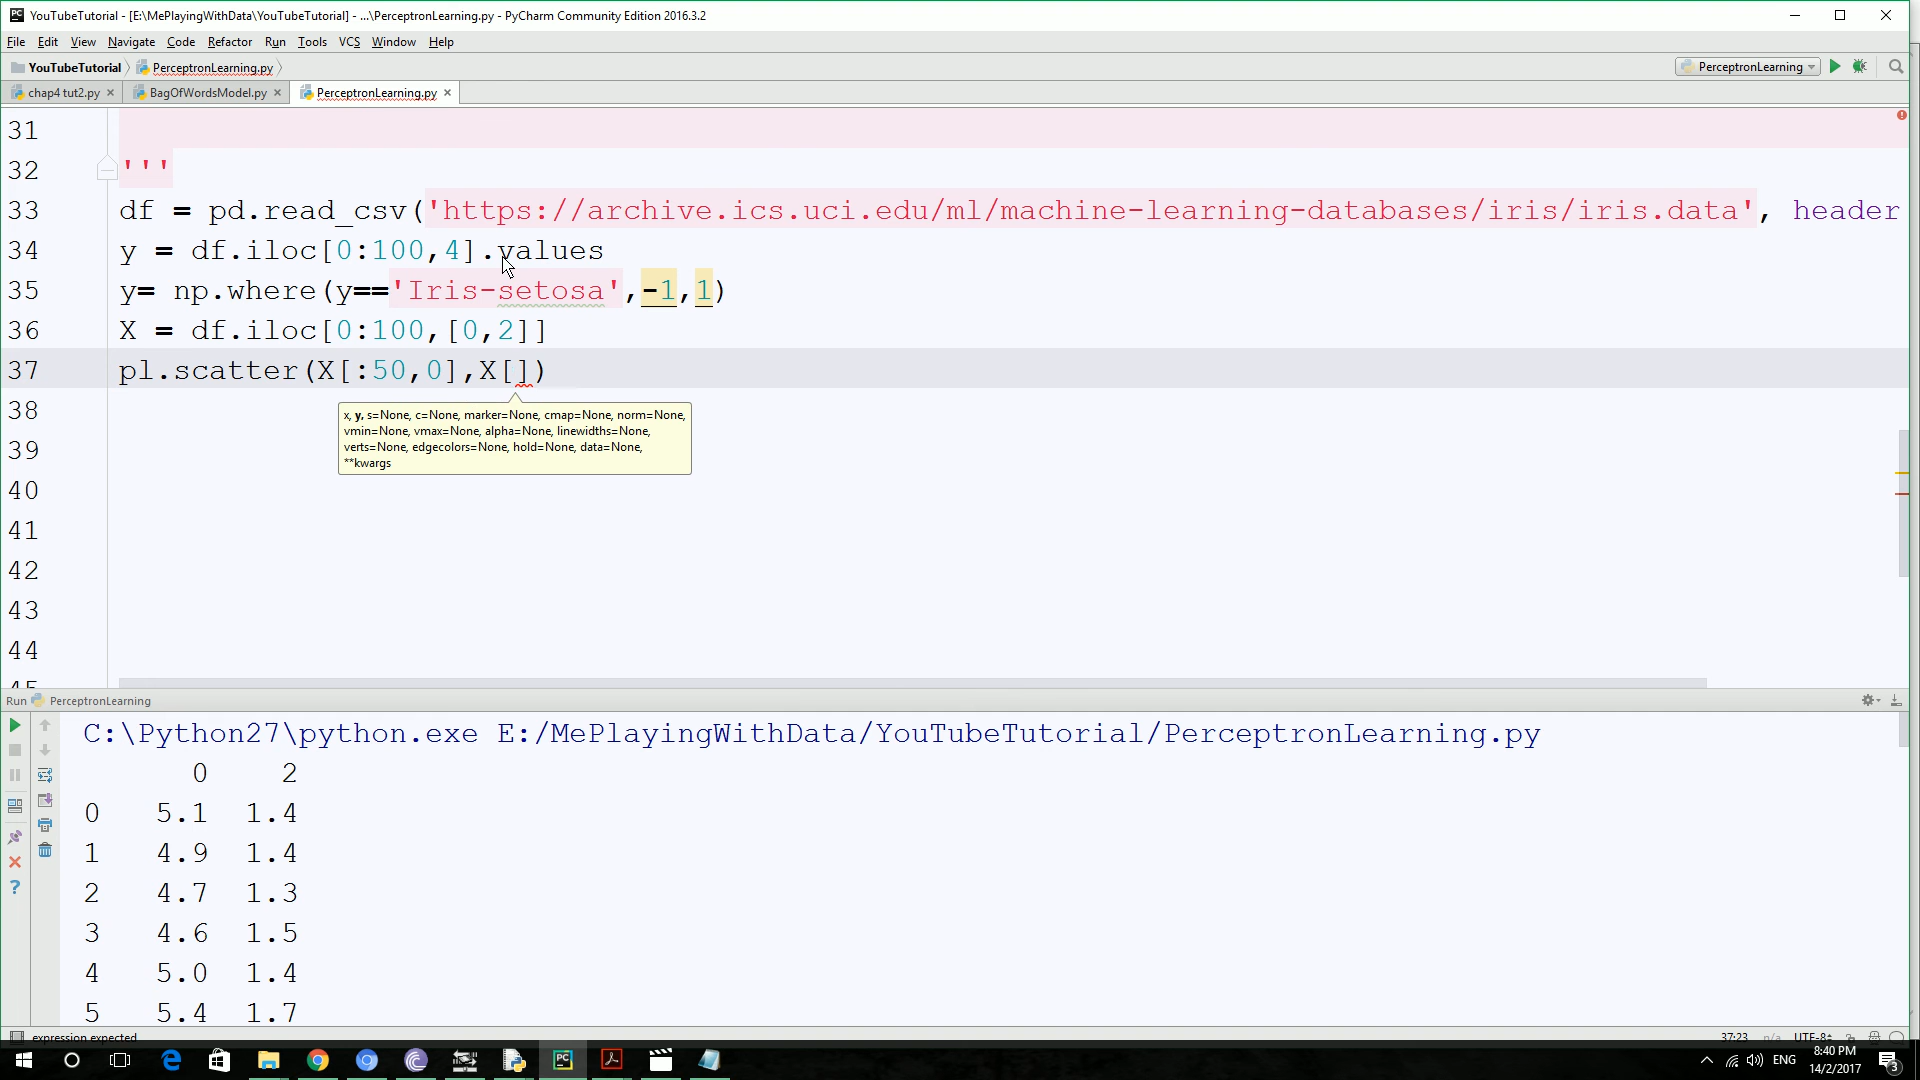 YouTubeTutorial - [E:\MePlayingWithData\YouTubeTutorial] - ...\PerceptronLearning.py - PyCharm Community Edition 2016.3.2
File Edit View Navigate Code Refactor Run Tools VCS Window Help
YouTubeTutorial PerceptronLearning.py PerceptronLearning
chap4 tut2.py BagOfWordsModel.py PerceptronLearning.py
31
32 '''
33 df = pd.read_csv('https://archive.ics.uci.edu/ml/machine-learning-databases/iris/iris.data', header
34 y = df.iloc[0:100,4].values
35 y= np.where(y=='Iris-setosa',-1,1)
36 X = df.iloc[0:100,[0,2]]
37 pl.scatter(X[:50,0],X[])
38
x, y, s=None, c=None, marker=None, cmap=None, norm=None,
vmin=None, vmax=None, alpha=None, linewidths=None,
verts=None, edgecolors=None, hold=None, data=None,
**kwargs
39
40
41
42
43
44
45
Run PerceptronLearning
C:\Python27\python.exe E:/MePlayingWithData/YouTubeTutorial/PerceptronLearning.py
0 2
0 5.1 1.4
1 4.9 1.4
2 4.7 1.3
3 4.6 1.5
4 5.0 1.4
5 5.4 1.7
expression expected 37:23 n/a UTF-8
ENG 8:40 PM
14/2/2017 3